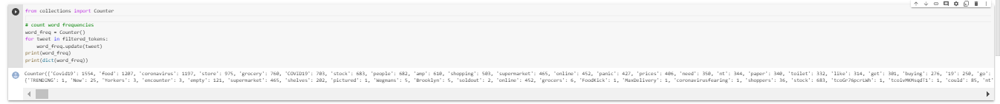 from collections import Counter
# count word frequencies
word_freq = Counter()
for tweet in filtered_tokens:
word_freq.update(tweet)
print(word_freq)
print(dict(word_freq))
Counter({'Covid19': 1554, 'food': 1207, 'coronavirus': 1197, 'store': 975, 'grocery': 760, 'COVID19': 703, 'stock': 683, 'people': 682, 'amp': 610, 'shopping': 503, 'supermarket': 465, 'online': 452, 'panic': 427, 'prices': 406, 'need': 350, 'nt': 344, 'paper': 340, 'toilet': 332, 'like': 314, 'get': 301, 'buying': 276, '19': 250, 'go':
{'TRENDING': 1, 'New': 25, 'Yorkers': 3, 'encounter': 3, 'empty': 121, 'supermarket': 465, 'shelves': 202, 'pictured': 1, 'Wegmans': 5, 'Brooklyn': 5, 'soldout': 2, 'online': 452, 'grocers': 6, 'FoodKick': 1, 'MaxDelivery': 1, 'coronavirusfearing': 1, 'shoppers': 36, 'stock': 683, 1, 1, 'could': 85, 'nt'